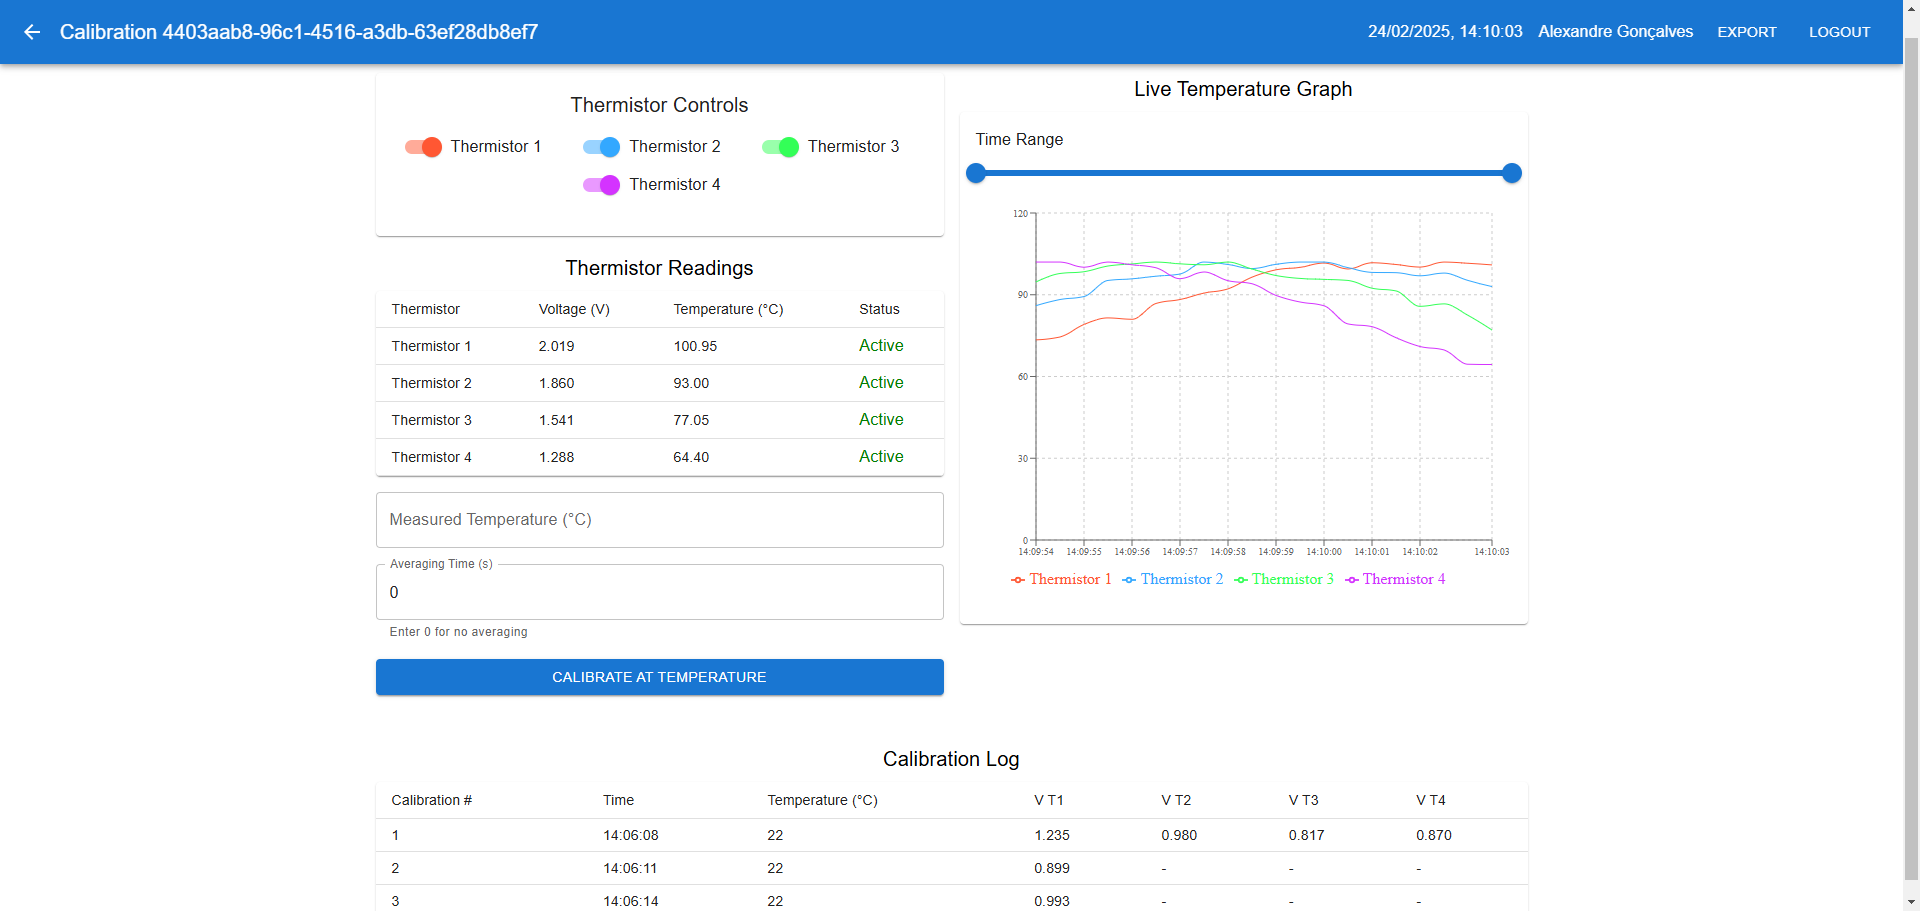 Calibration 4403aab8-96c1-4516-a3db-63ef28db8ef7
24/02/2025, 14:10:03 Alexandre Gonçalves EXPORT LOGOUT
Thermistor Controls
Thermistor 1 Thermistor 2 Thermistor 3
Thermistor 4
Thermistor Readings
Thermistor Voltage (V) Temperature (°C) Status
Thermistor 1 2.019 100.95 Active
Thermistor 2 1.860 93.00 Active
Thermistor 3 1.541 77.05 Active
Thermistor 4 1.288 64.40 Active
Measured Temperature (°C)
Averaging Time (s)
0
Enter 0 for no averaging
CALIBRATE AT TEMPERATURE
Live Temperature Graph
Time Range
120
90
60
30
0
14:09:54 14:09:55 14:09:56 14:09:57 14:09:58 14:09:59 14:10:00 14:10:01 14:10:02 14:10:03
Thermistor 1 Thermistor 2 Thermistor 3 Thermistor 4
Calibration Log
Calibration # Time Temperature (°C) V T1 V T2 V T3 V T4
1 14:06:08 22 1.235 0.980 0.817 0.870
2 14:06:11 22 0.899 - - -
3 14:06:14 22 0.993 - - -